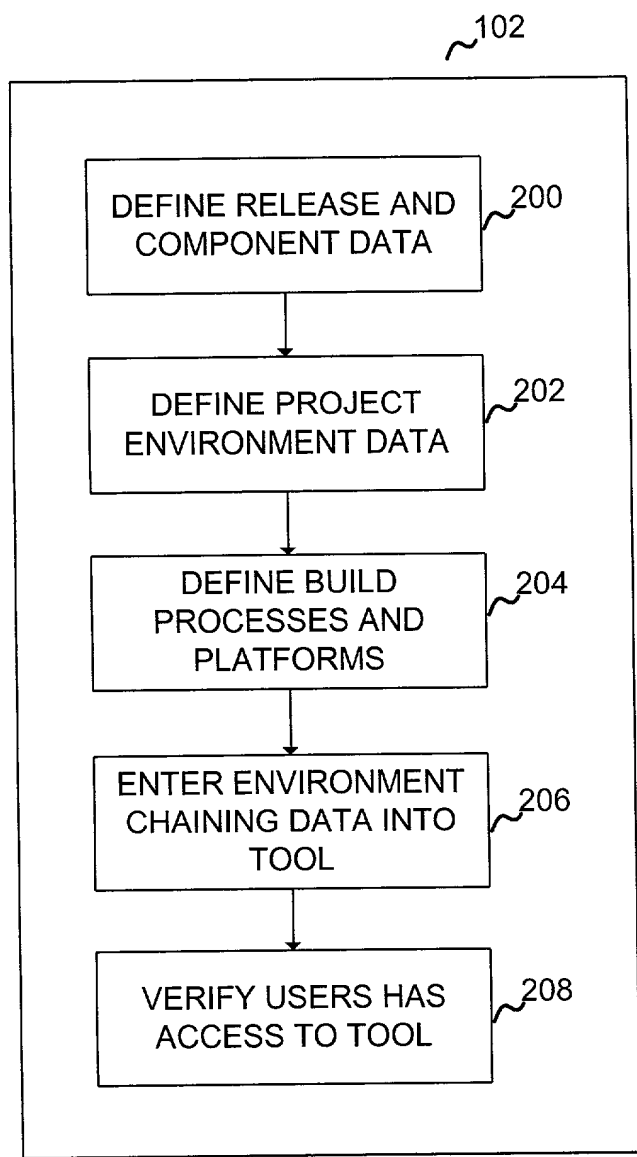 102
DEFINE RELEASE AND
COMPONENT DATA
200
DEFINE PROJECT
ENVIRONMENT DATA
202
DEFINE BUILD
PROCESSES AND
PLATFORMS
204
ENTER ENVIRONMENT
CHAINING DATA INTO
TOOL
206
VERIFY USERS HAS
ACCESS TO TOOL
208